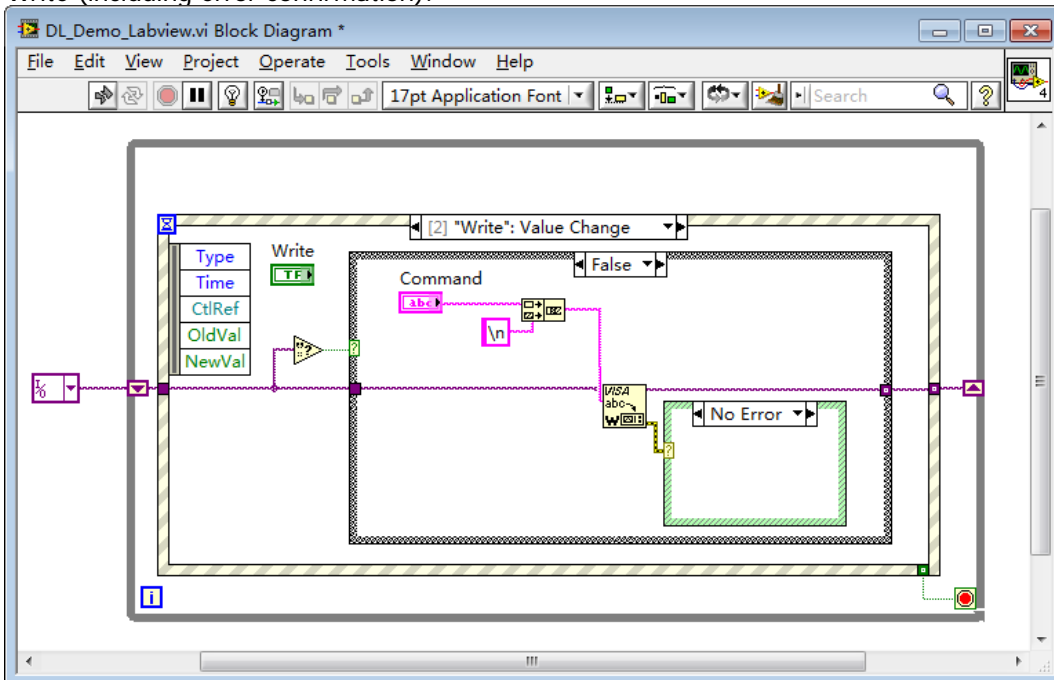 Write (including error confirmation):
DL_Demo_Labview.vi Block Diagram *
File Edit View Project Operate Tools Window Help
17pt Application Font
Search
4
[2] "Write": Value Change
Type
Time
CtlRef
OldVal
NewVal
Write
TF
False
Command
abc
\n
I/O
?
"?
?
VISA
abc
W
No Error
?
i